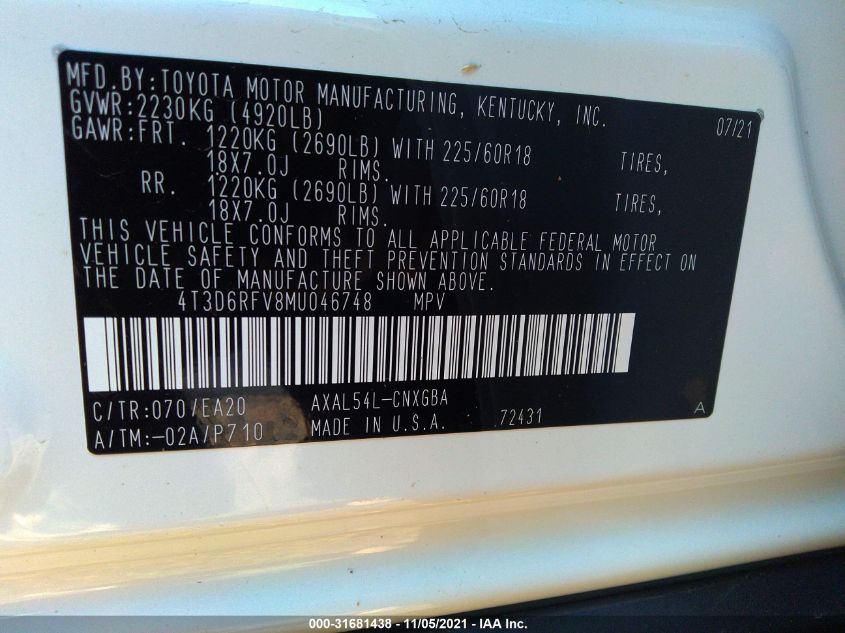 MFD.BY:TOYOTA MOTOR MANUFACTURING, KENTUCKY, INC. 07/21
GVWR:2230KG (4920LB)
GAWR:FRT. 1220KG (2690LB) WITH 225/60R18 TIRES,
18X7.0J RIMS.
RR. 1220KG (2690LB) WITH 225/60R18 TIRES,
18X7.0J RIMS.
THIS VEHICLE CONFORMS TO ALL APPLICABLE FEDERAL MOTOR
VEHICLE SAFETY AND THEFT PREVENTION STANDARDS IN EFFECT ON
THE DATE OF MANUFACTURE SHOWN ABOVE.
4T3D6RFV8MU046748 MPV
C/TR:070/EA20 AXAL54L-CNXGBA
A/TM:-02A/P710 MADE IN U.S.A. 72431 A
000-31681438 - 11/05/2021 - IAA Inc.